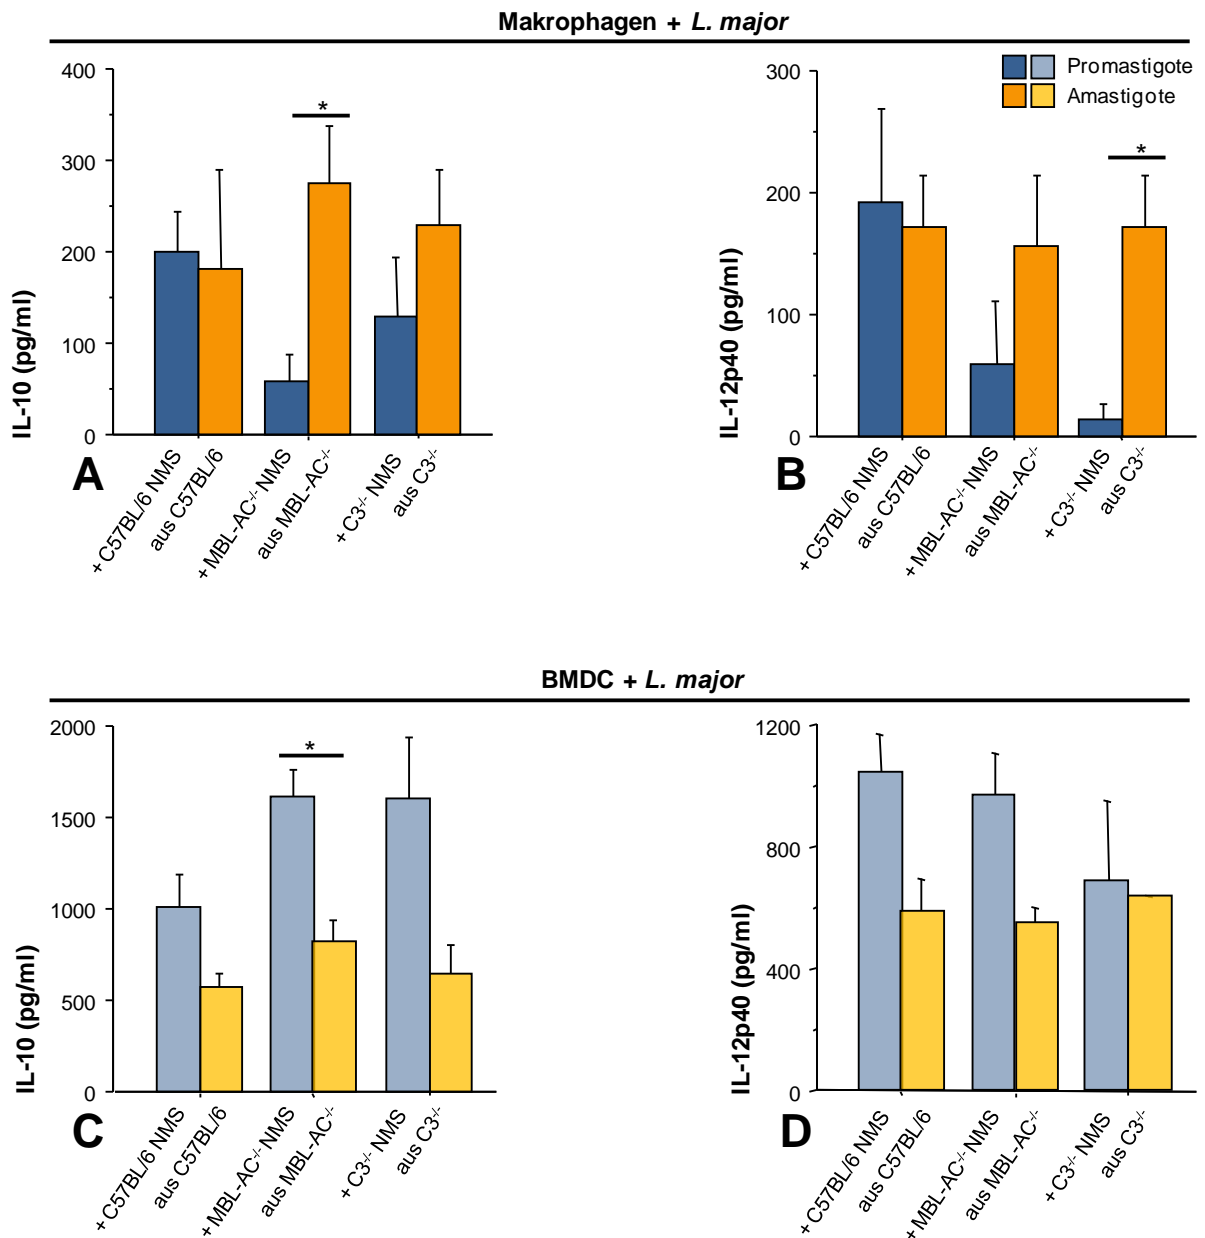 Makrophagen + L. major
400
300
200
100
0
IL-10 (pg/ml)
*
A
+C57BL/6 NMS
aus C57BL/6
+MBL-AC-/- NMS
aus MBL-AC-/-
+C3-/- NMS
aus C3-/-
Promastigote
Amastigote
300
200
100
0
IL-12p40 (pg/ml)
*
B
+C57BL/6 NMS
aus C57BL/6
+MBL-AC-/- NMS
aus MBL-AC-/-
+C3-/- NMS
aus C3-/-
BMDC + L. major
2000
1500
1000
500
0
IL-10 (pg/ml)
*
C
+C57BL/6 NMS
aus C57BL/6
+MBL-AC-/- NMS
aus MBL-AC-/-
+C3-/- NMS
aus C3-/-
1200
800
400
0
IL-12p40 (pg/ml)
D
+C57BL/6 NMS
aus C57BL/6
+MBL-AC-/- NMS
aus MBL-AC-/-
+C3-/- NMS
aus C3-/-